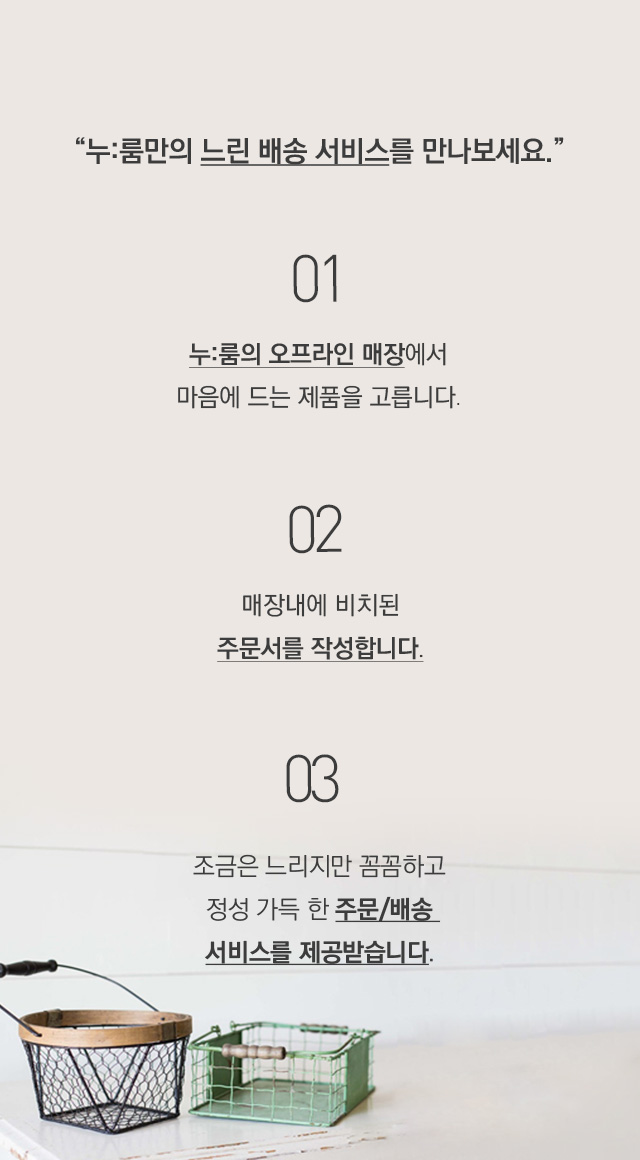 “누:룸만의 느린 배송 서비스를 만나보세요.”
01
누:룸의 오프라인 매장에서
마음에 드는 제품을 고릅니다.
02
매장내에 비치된
주문서를 작성합니다.
03
조금은 느리지만 꼼꼼하고
정성 가득 한 주문/배송
서비스를 제공받습니다.